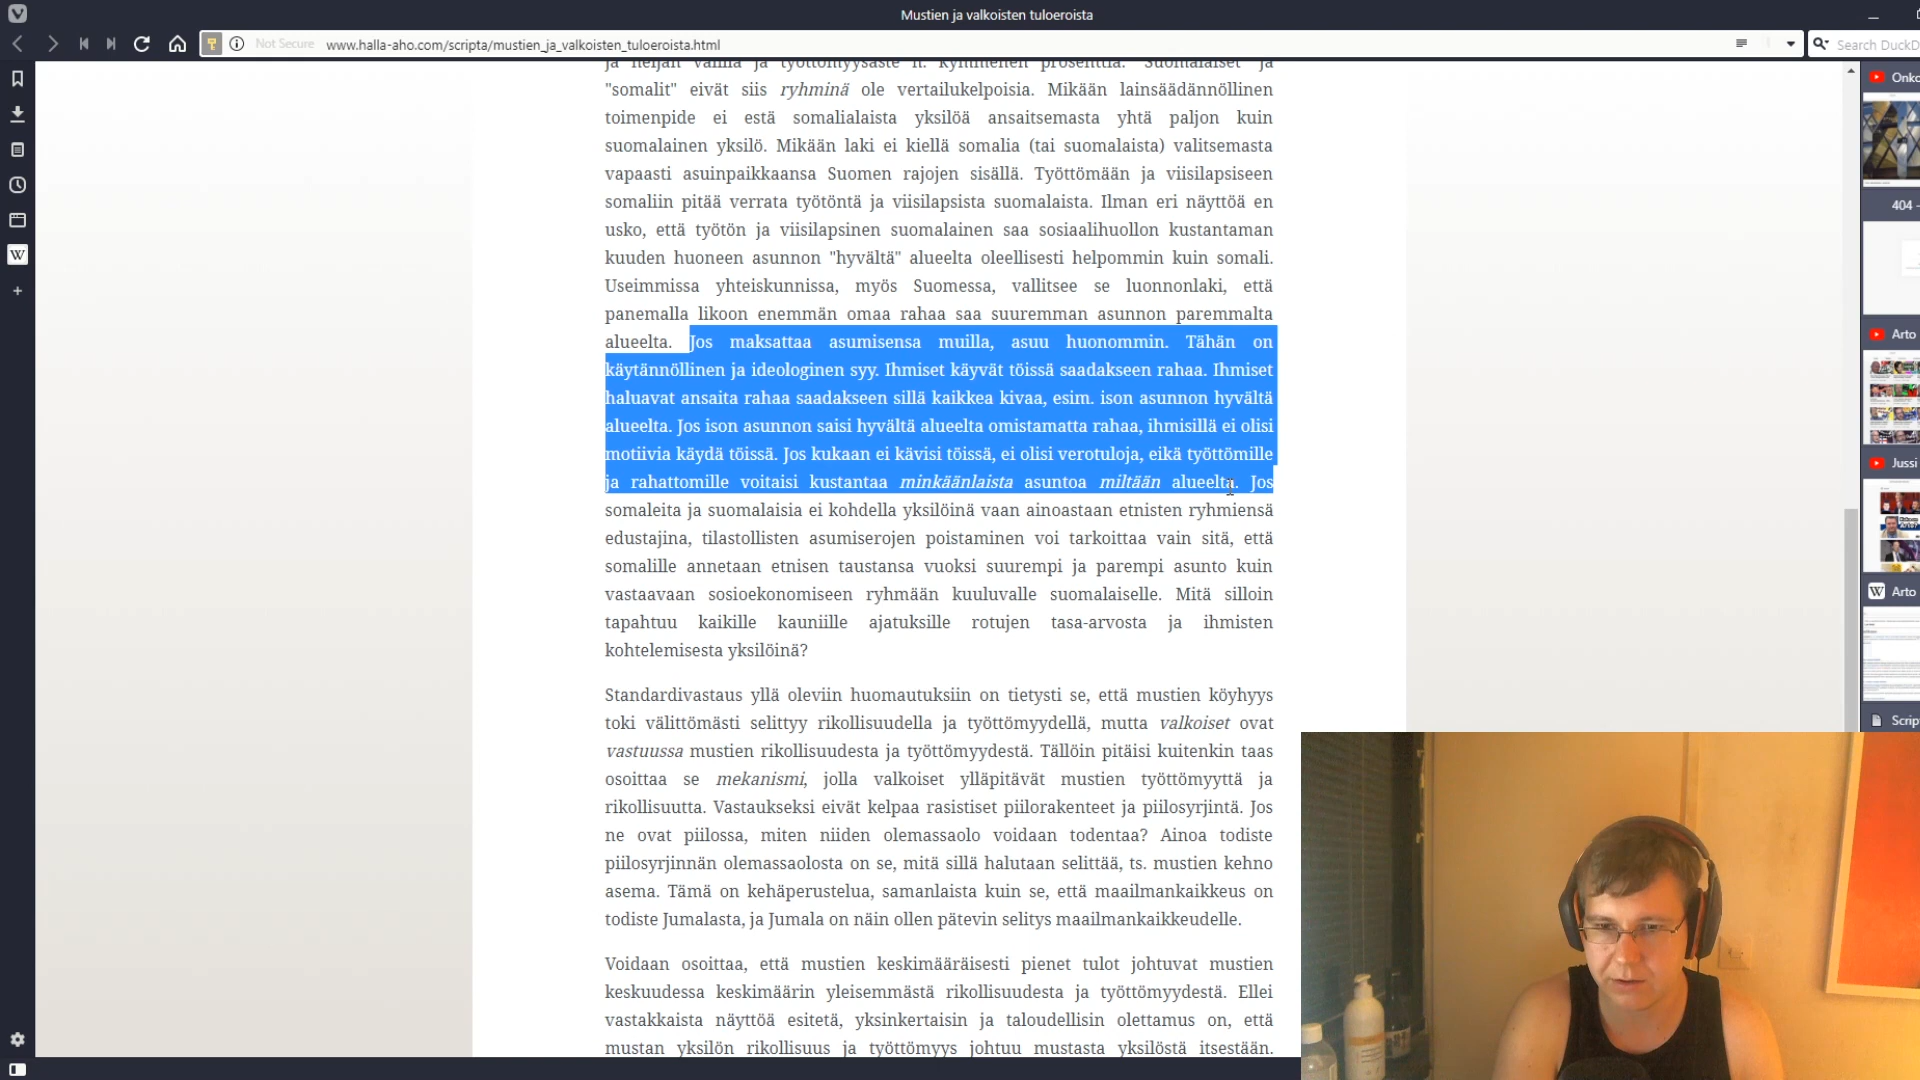 Mustien ja valkoisten tuloeroista
Not Secure www.halla-aho.com/scripta/mustien_ja_valkoisten_tuloeroista.html
Search DuckD
ja neljän välillä ja työttömyysaste n. kymmenen prosenttia. "Suomalaiset" ja
"somalit" eivät siis ryhminä ole vertailukelpoisia. Mikään lainsäädännöllinen
toimenpide ei estä somalialaista yksilöä ansaitsemasta yhtä paljon kuin
suomalainen yksilö. Mikään laki ei kiellä somalia (tai suomalaista) valitsemasta
vapaasti asuinpaikkaansa Suomen rajojen sisällä. Työttömään ja viisilapsiseen
somaliin pitää verrata työtöntä ja viisilapsista suomalaista. Ilman eri näyttöä en
usko, että työtön ja viisilapsinen suomalainen saa sosiaalihuollon kustantaman
kuuden huoneen asunnon "hyvältä" alueelta oleellisesti helpommin kuin somali.
Useimmissa yhteiskunnissa, myös Suomessa, vallitsee se luonnonlaki, että
panemalla likoon enemmän omaa rahaa saa suuremman asunnon paremmalta
alueelta. Jos maksattaa asumisensa muilla, asuu huonommin. Tähän on
käytännöllinen ja ideologinen syy. Ihmiset käyvät töissä saadakseen rahaa. Ihmiset
haluavat ansaita rahaa saadakseen sillä kaikkea kivaa, esim. ison asunnon hyvältä
alueelta. Jos ison asunnon saisi hyvältä alueelta omistamatta rahaa, ihmisillä ei olisi
motiivia käydä töissä. Jos kukaan ei kävisi töissä, ei olisi verotuloja, eikä työttömille
ja rahattomille voitaisi kustantaa minkäänlaista asuntoa miltään alueelta. Jos
somaleita ja suomalaisia ei kohdella yksilöinä vaan ainoastaan etnisten ryhmiensä
edustajina, tilastollisten asumiserojen poistaminen voi tarkoittaa vain sitä, että
somalille annetaan etnisen taustansa vuoksi suurempi ja parempi asunto kuin
vastaavaan sosioekonomiseen ryhmään kuuluvalle suomalaiselle. Mitä silloin
tapahtuu kaikille kauniille ajatuksille rotujen tasa-arvosta ja ihmisten
kohtelemisesta yksilöinä?
Standardivastaus yllä oleviin huomautuksiin on tietysti se, että mustien köyhyys
toki välittömästi selittyy rikollisuudella ja työttömyydellä, mutta valkoiset ovat
vastuussa mustien rikollisuudesta ja työttömyydestä. Tällöin pitäisi kuitenkin taas
osoittaa se mekanismi, jolla valkoiset ylläpitävät mustien työttömyyttä ja
rikollisuutta. Vastaukseksi eivät kelpaa rasistiset piilorakenteet ja piilosyrjintä. Jos
ne ovat piilossa, miten niiden olemassaolo voidaan todentaa? Ainoa todiste
piilosyrjinnän olemassaolosta on se, mitä sillä halutaan selittää, ts. mustien kehno
asema. Tämä on kehäperustelua, samanlaista kuin se, että maailmankaikkeus on
todiste Jumalasta, ja Jumala on näin ollen pätevin selitys maailmankaikkeudelle.
Voidaan osoittaa, että mustien keskimääräisesti pienet tulot johtuvat mustien
keskuudessa keskimäärin yleisemmästä rikollisuudesta ja työttömyydestä. Ellei
vastakkaista näyttöä esitetä, yksinkertaisin ja taloudellisin olettamus on, että
mustan yksilön rikollisuus ja työttömyys johtuu mustasta yksilöstä itsestään.
Onko
404 -
Arto
Jussi
W Arto
Scrip
W